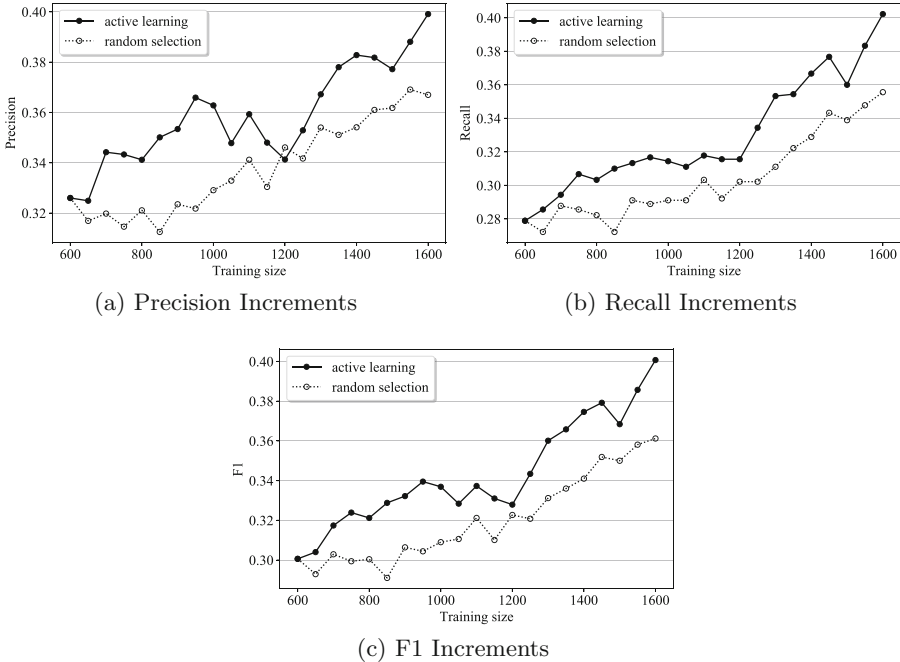 0.40
active learning
random selection
0.38
0.36
Precision
0.34
0.32
600 800 1000 1200 1400 1600
Training size
(a) Precision Increments
0.40
active learning
random selection
0.38
0.36
0.34
Recall
0.32
0.30
0.28
600 800 1000 1200 1400 1600
Training size
(b) Recall Increments
0.40
active learning
random selection
0.38
0.36
F1
0.34
0.32
0.30
600 800 1000 1200 1400 1600
Training size
(c) F1 Increments